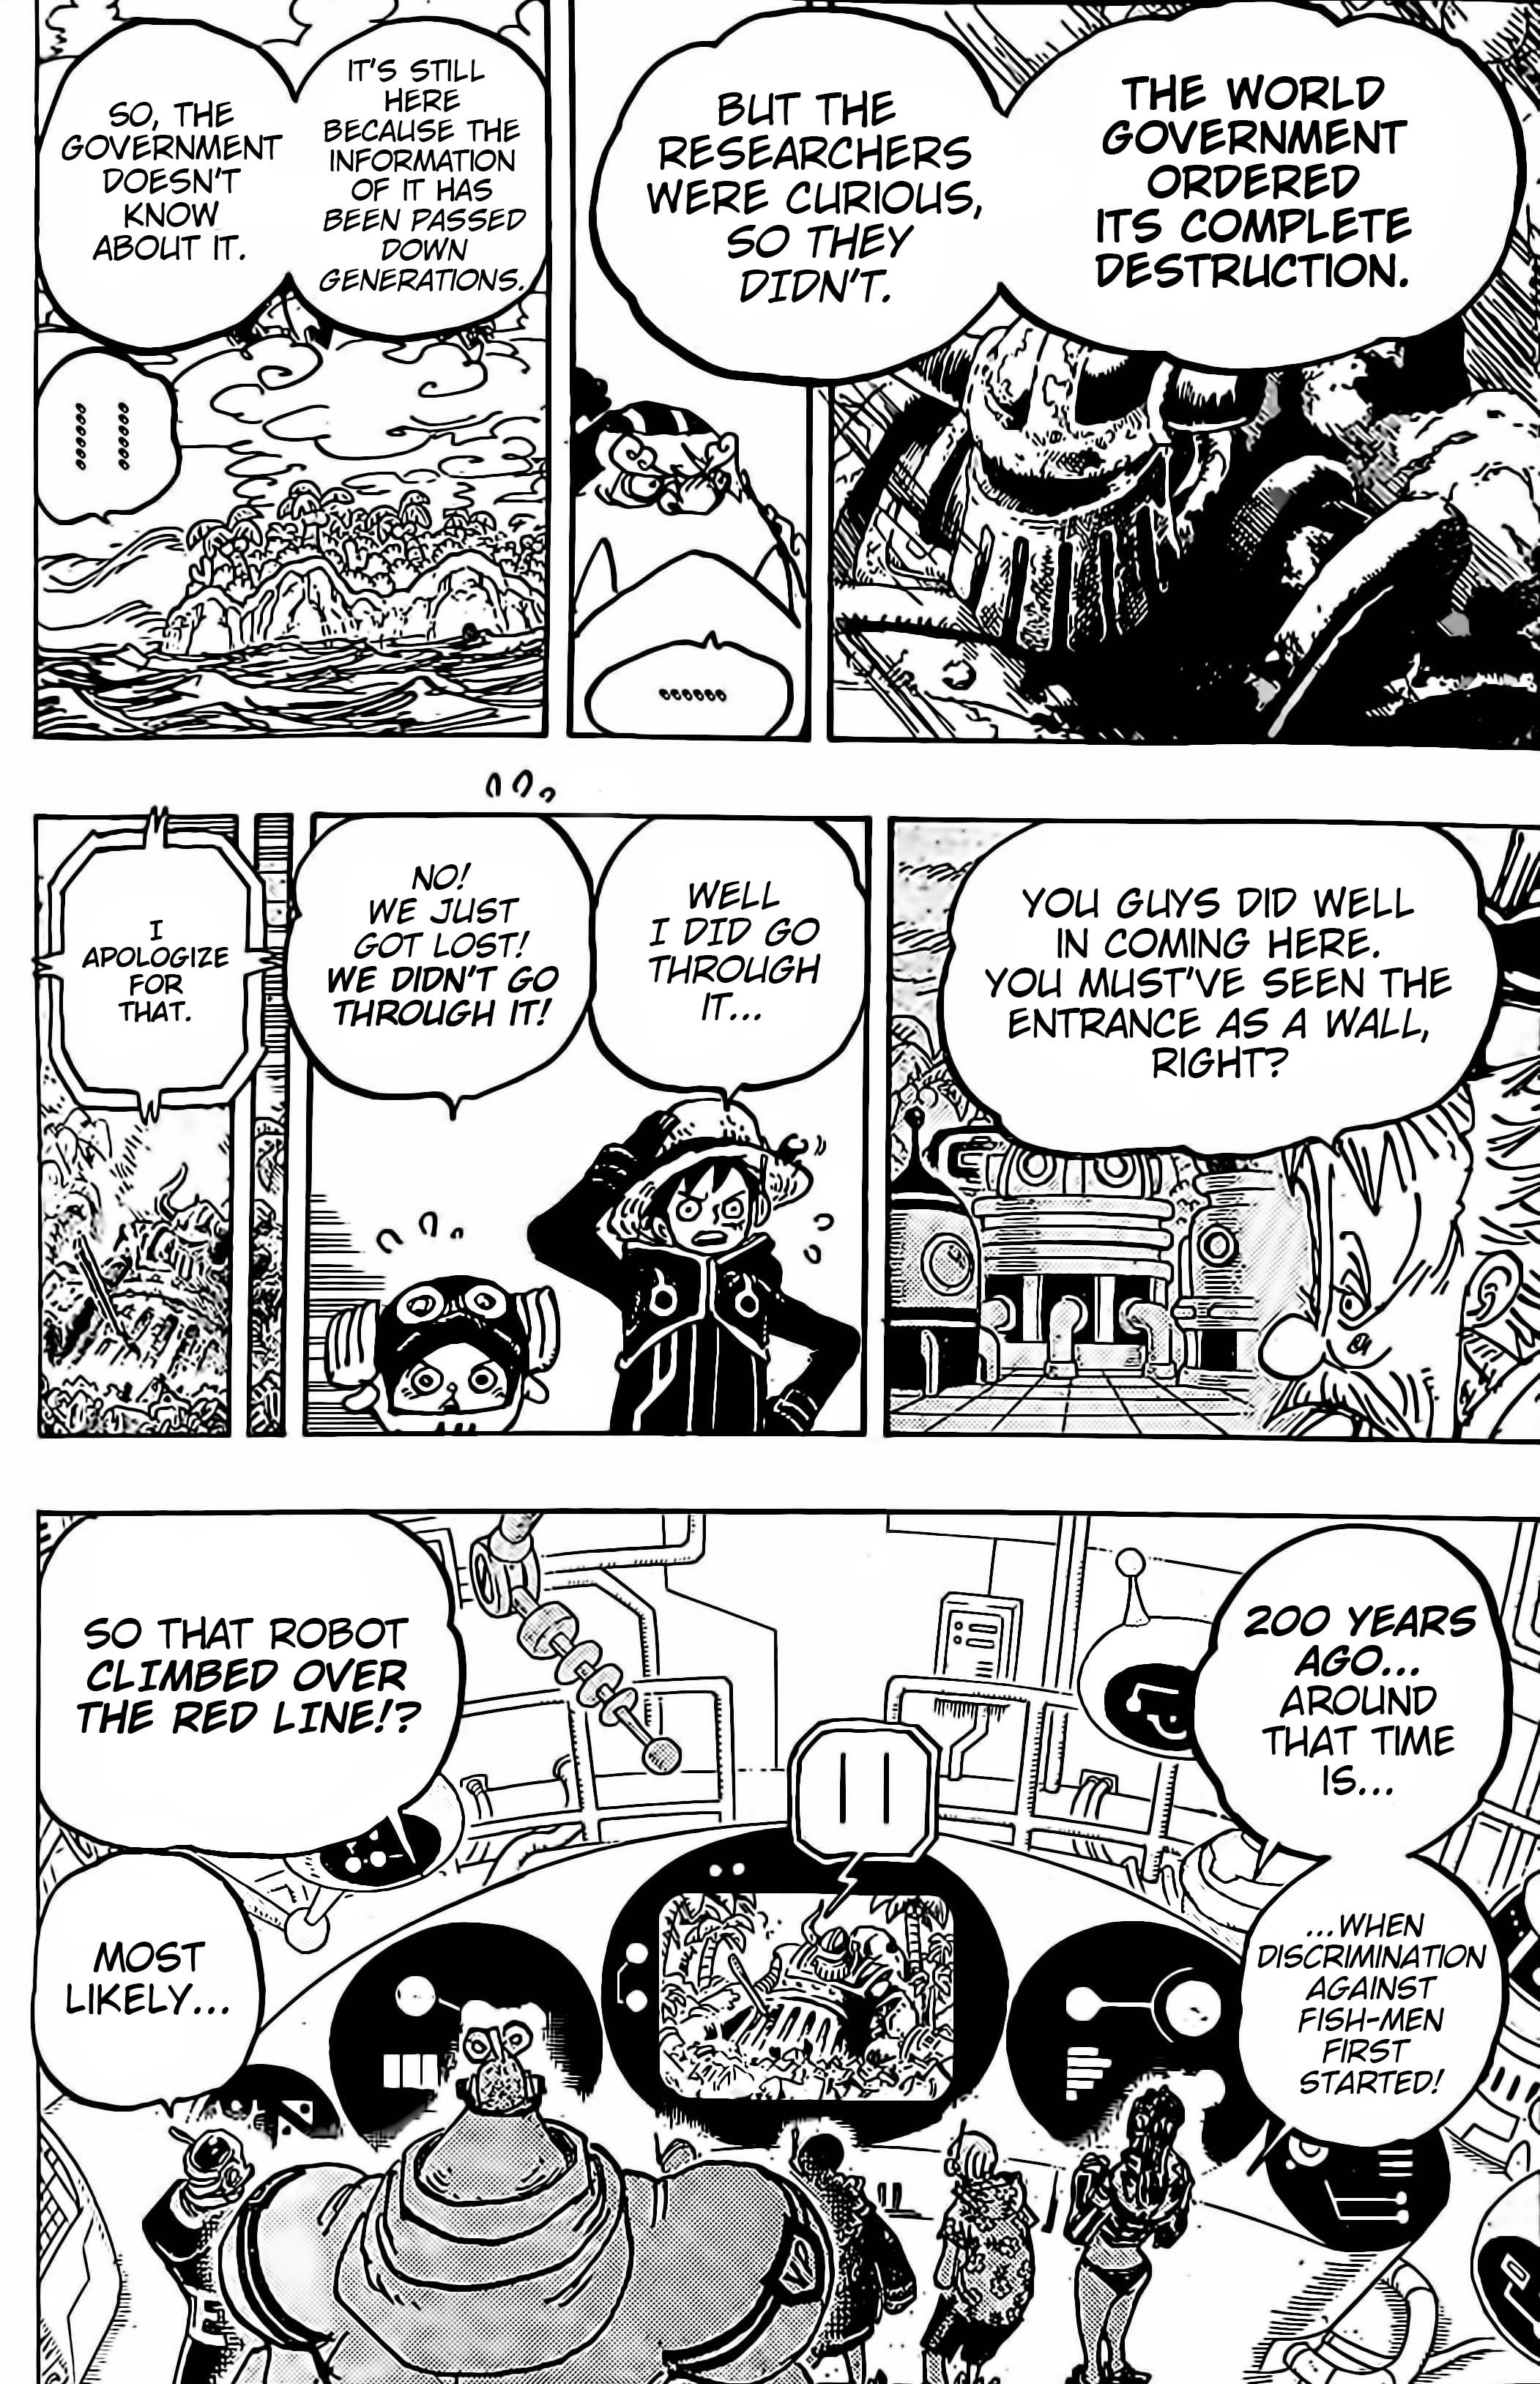 THE WORLD
GOVERNMENT
ORDERED
ITS COMPLETE
DESTRUCTION.
BUT THE
RESEARCHERS
WERE CURIOUS,
SO THEY
DIDN'T.
IT'S STILL
HERE
BECAUSE THE
INFORMATION
OF IT HAS
BEEN PASSED
DOWN
GENERATIONS.
SO, THE
GOVERNMENT
DOESN'T
KNOW
ABOUT IT.
YOU GUYS DID WELL
IN COMING HERE.
YOU MUST'VE SEEN THE
ENTRANCE AS A WALL,
RIGHT?
WELL
I DID GO
THROUGH
IT...
NO!
WE JUST
GOT LOST!
WE DIDN'T GO
THROUGH IT!
I
APOLOGIZE
FOR
THAT.
200 YEARS
AGO...
AROUND
THAT TIME
IS...
...WHEN
DISCRIMINATION
AGAINST
FISH-MEN
FIRST
STARTED!
SO THAT ROBOT
CLIMBED OVER
THE RED LINE!?
MOST
LIKELY...